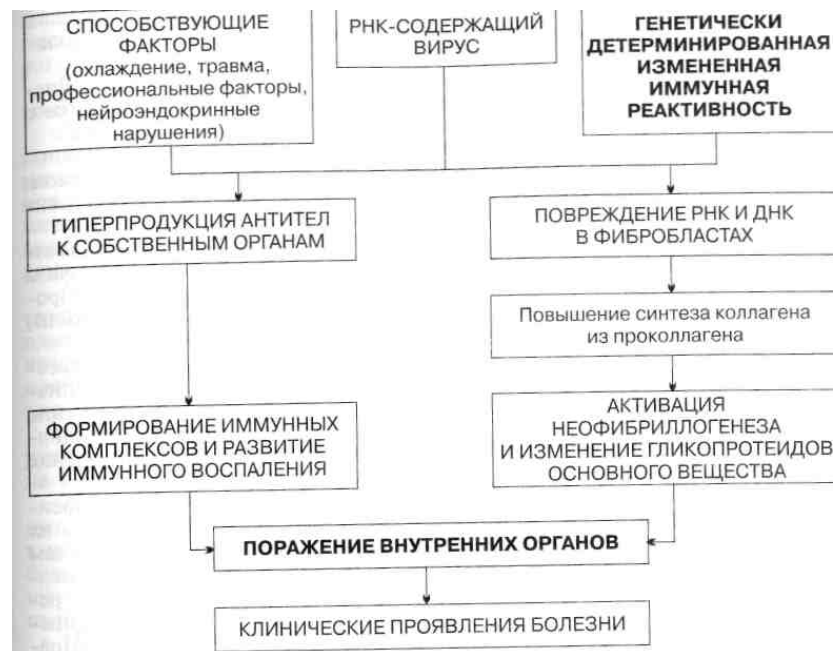 СПОСОБСТВУЮЩИЕ
ФАКТОРЫ
(охлаждение, травма,
профессиональные факторы,
нейроэндокринные
нарушения)
РНК-СОДЕРЖАЩИЙ
ВИРУС
ГЕНЕТИЧЕСКИ
ДЕТЕРМИНИРОВАННАЯ
ИЗМЕНЕННАЯ
ИММУННАЯ
РЕАКТИВНОСТЬ
ГИПЕРПРОДУКЦИЯ АНТИТЕЛ
К СОБСТВЕННЫМ ОРГАНАМ
ПОВРЕЖДЕНИЕ РНК И ДНК
В ФИБРОБЛАСТАХ
Повышение синтеза коллагена
из проколлагена
ФОРМИРОВАНИЕ ИММУННЫХ
КОМПЛЕКСОВ И РАЗВИТИЕ
ИММУННОГО ВОСПАЛЕНИЯ
АКТИВАЦИЯ
НЕОФИБРИЛЛОГЕНЕЗА
И ИЗМЕНЕНИЕ ГЛИКОПРОТЕИДОВ
ОСНОВНОГО ВЕЩЕСТВА
ПОРАЖЕНИЕ ВНУТРЕННИХ ОРГАНОВ
КЛИНИЧЕСКИЕ ПРОЯВЛЕНИЯ БОЛЕЗНИ